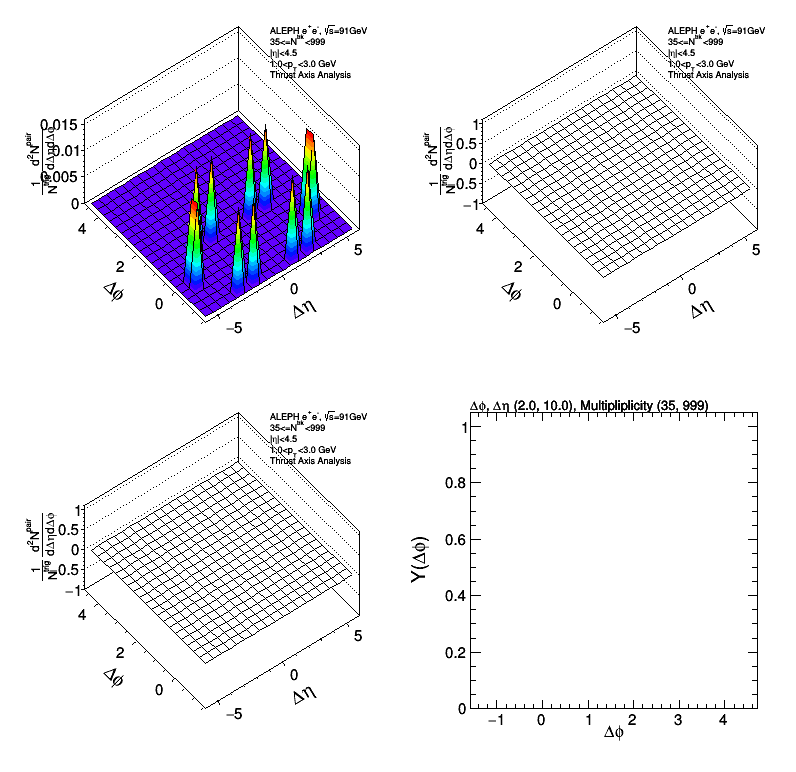 ALEPH e⁺e⁻, √s=91GeV
35<=N^trk<999
|η|<4.5
1.0<p_T<3.0 GeV
Thrust Axis Analysis
1/N^trig d²N^pair/dΔηdΔφ
0.015
0.01
0.005
0
4
2
0
Δφ
−5
0
5
Δη
ALEPH e⁺e⁻, √s=91GeV
35<=N^trk<999
|η|<4.5
1.0<p_T<3.0 GeV
Thrust Axis Analysis
1/N^trig d²N^pair/dΔηdΔφ
1
0.5
0
−0.5
−1
4
2
0
Δφ
−5
0
5
Δη
ALEPH e⁺e⁻, √s=91GeV
35<=N^trk<999
|η|<4.5
1.0<p_T<3.0 GeV
Thrust Axis Analysis
1/N^trig d²N^pair/dΔηdΔφ
1
0.5
0
−0.5
−1
4
2
0
Δφ
−5
0
5
Δη
Δφ, Δη (2.0, 10.0), Multipliplicity (35, 999)
Y(Δφ)
1
0.8
0.6
0.4
0.2
0
−1 0 1 2 3 4
Δφ